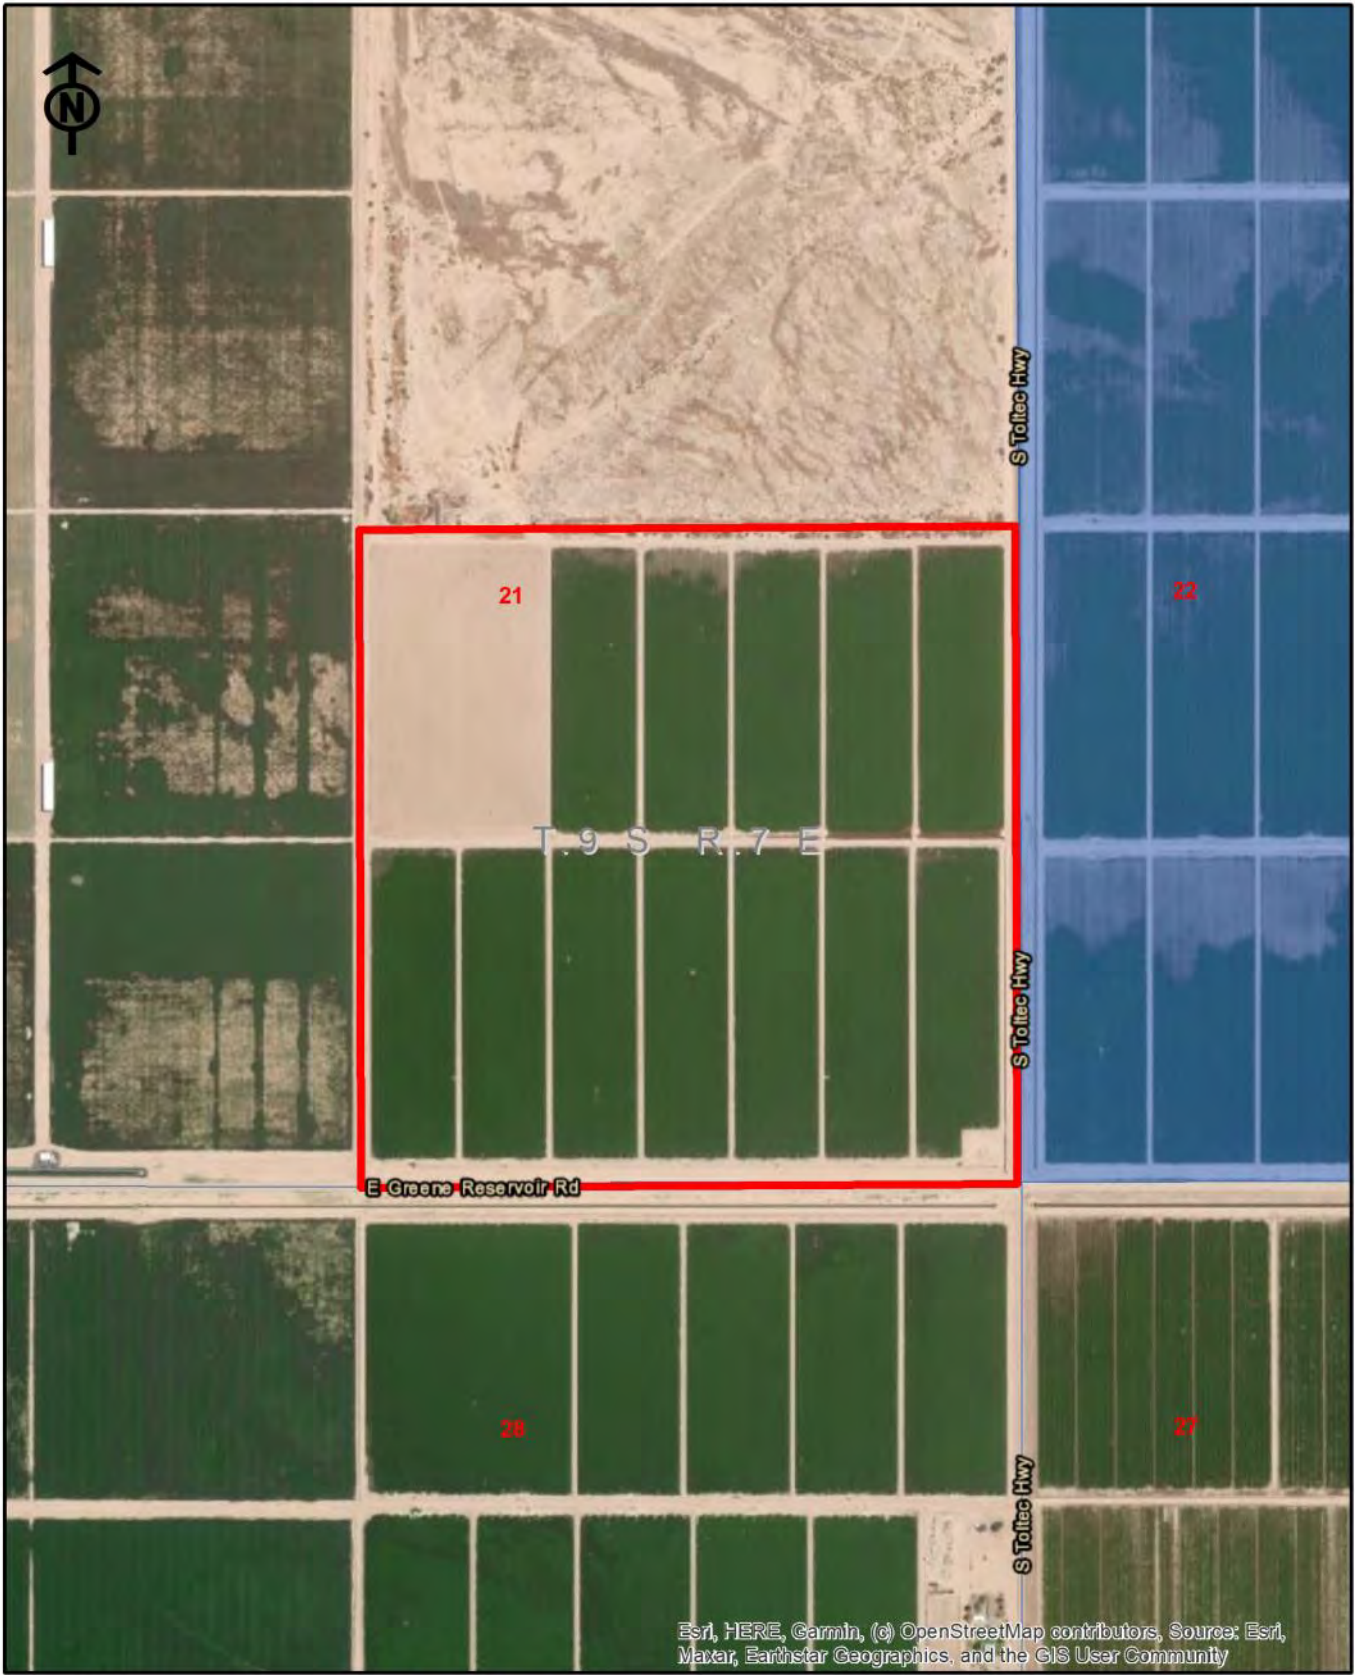 N
S Toltec Hwy
21
22
T. 9 S R. 7 E
S Toltec Hwy
E Greene Reservoir Rd
28
27
S Toltec Hwy
Esri, HERE, Garmin, (c) OpenStreetMap contributors, Source: Esri,
Maxar, Earthstar Geographics, and the GIS User Community